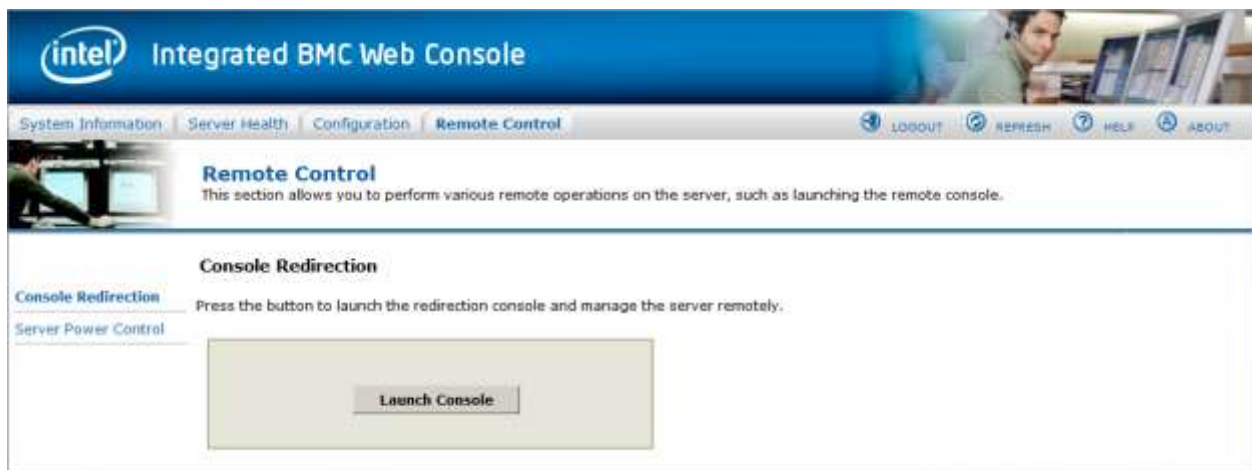 intel Integrated BMC Web Console
System Information Server Health Configuration Remote Control LOGOUT REFRESH HELP ABOUT
Remote Control
This section allows you to perform various remote operations on the server, such as launching the remote console.
Console Redirection
Console Redirection
Press the button to launch the redirection console and manage the server remotely.
Server Power Control
Launch Console